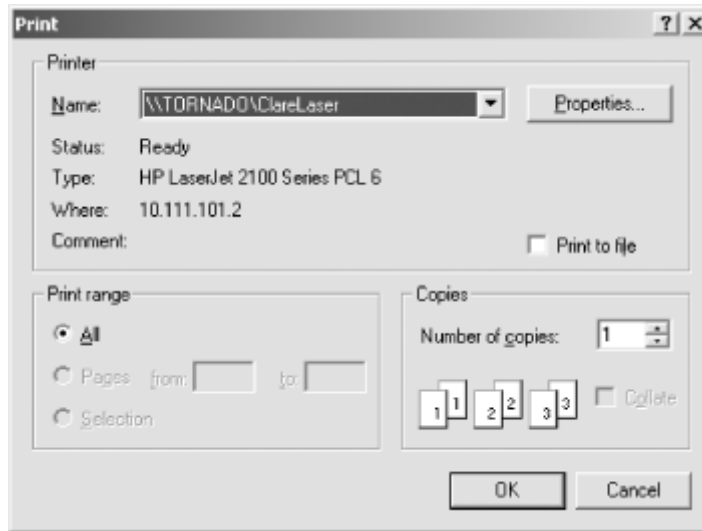 Print
Printer
Name: \\TORNADO\ClareLaser Properties...
Status: Ready
Type: HP LaserJet 2100 Series PCL 6
Where: 10.111.101.2
Comment: Print to file
Print range
All
Pages from: to:
Selection
Copies
Number of copies: 1
1 1 2 2 3 3 Collate
OK Cancel